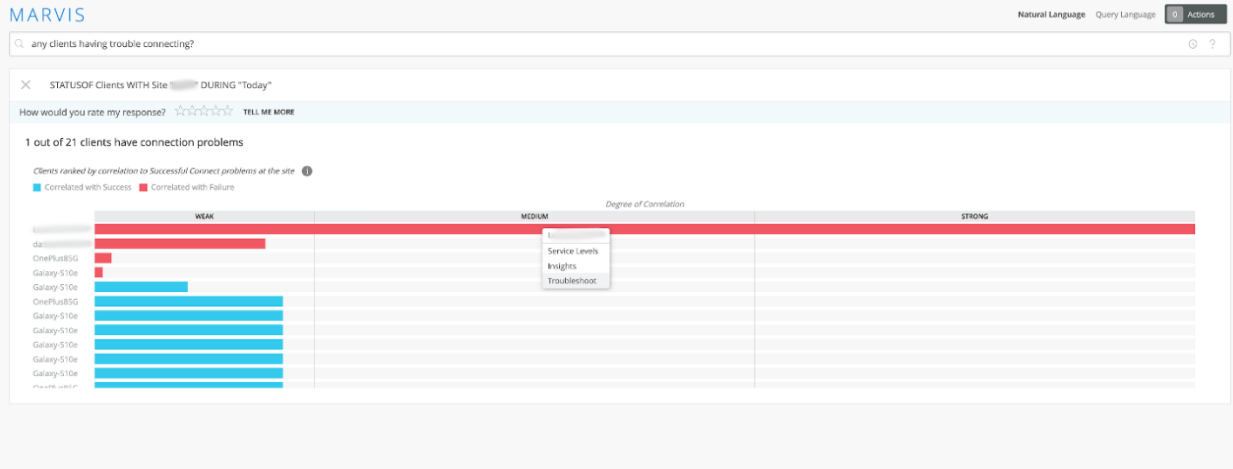 MARVIS
Natural Language Query Language 0 Actions
any clients having trouble connecting?
STATUSOF Clients WITH Site " " DURING "Today"
How would you rate my response? TELL ME MORE
1 out of 21 clients have connection problems
Clients ranked by correlation to Successful Connect problems at the site
Correlated with Success Correlated with Failure
Degree of Correlation
WEAK MEDIUM STRONG
da
OnePlus85G
Galaxy-S10e
Galaxy-S10e
OnePlus85G
Galaxy-S10e
Galaxy-S10e
Galaxy-S10e
Galaxy-S10e
Galaxy-S10e
OnePlus85G
Service Levels
Insights
Troubleshoot